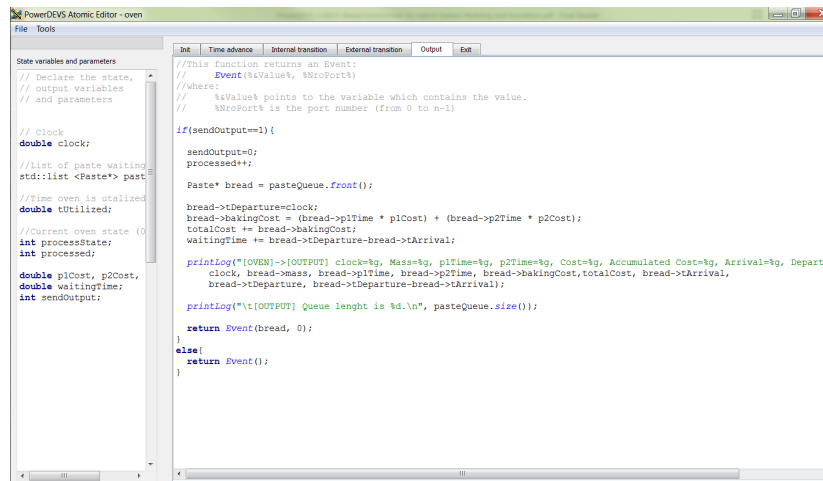 PowerDEVS Atomic Editor - oven
File Tools
Init Time advance Internal transition External transition Output Exit
State variables and parameters
// Declare the state,
// output variables
// and parameters
// Clock
double clock;
//List of paste waiting
std::list <Paste*> past
//Time oven is utalized
double tUtilized;
//Current oven state (0
int processState;
int processed;
double p1Cost, p2Cost,
double waitingTime;
int sendOutput;
//This function returns an Event:
// Event(%&Value%, %NroPort%)
//where:
// %&Value% points to the variable which contains the value.
// %NroPort% is the port number (from 0 to n-1)
if(sendOutput==1){
sendOutput=0;
processed++;
Paste* bread = pasteQueue.front();
bread->tDeparture=clock;
bread->bakingCost = (bread->p1Time * p1Cost) + (bread->p2Time * p2Cost);
totalCost += bread->bakingCost;
waitingTime += bread->tDeparture-bread->tArrival;
printLog("[OVEN]->[OUTPUT] clock=%g, Mass=%g, p1Time=%g, p2Time=%g, Cost=%g, Accumulated Cost=%g, Arrival=%g, Depart
clock, bread->mass, bread->p1Time, bread->p2Time, bread->bakingCost,totalCost, bread->tArrival,
bread->tDeparture, bread->tDeparture-bread->tArrival);
printLog("\t[OUTPUT] Queue lenght is %d.\n", pasteQueue.size());
return Event(bread, 0);
}
else{
return Event();
}